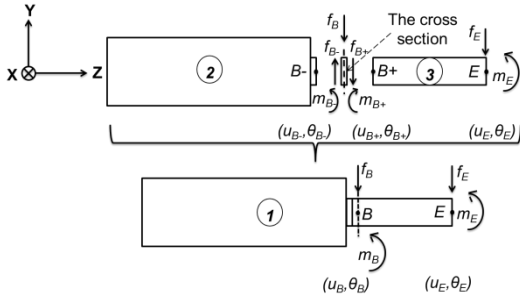 Y
X
Z
2
B-
f_B
f_B-
f_B+
The cross
section
m_B-
m_B+
B+
3
E
f_E
m_E
(u_B-,θ_B-)
(u_B+,θ_B+)
(u_E,θ_E)
1
f_B
B
m_B
f_E
E
m_E
(u_B,θ_B)
(u_E,θ_E)